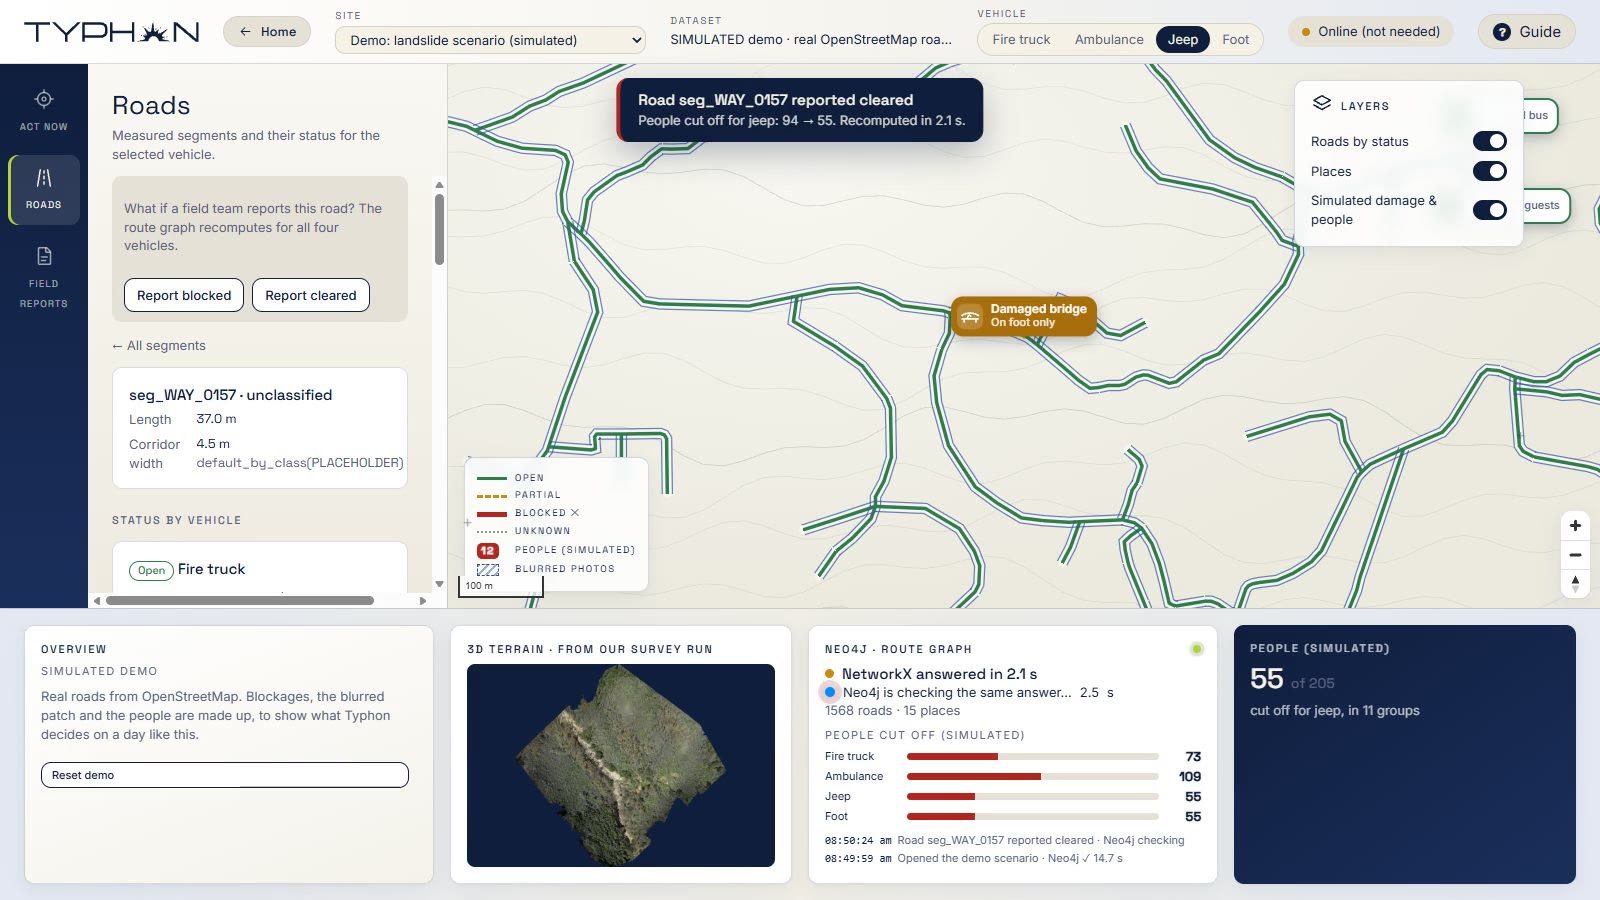 TYPHON
← Home
SITE
Demo: landslide scenario (simulated)
DATASET
SIMULATED demo · real OpenStreetMap roa...
VEHICLE
Fire truck
Ambulance
Jeep
Foot
Online (not needed)
? Guide
ACT NOW
ROADS
FIELD
REPORTS
Roads
Measured segments and their status for the
selected vehicle.
What if a field team reports this road? The
route graph recomputes for all four
vehicles.
Report blocked
Report cleared
← All segments
seg_WAY_0157 · unclassified
Length 37.0 m
Corridor 4.5 m
width default_by_class(PLACEHOLDER)
STATUS BY VEHICLE
Open Fire truck
Road seg_WAY_0157 reported cleared
People cut off for jeep: 94 → 55. Recomputed in 2.1 s.
LAYERS
Roads by status
Places
Simulated damage &
people
bus
guests
Damaged bridge
On foot only
OPEN
PARTIAL
BLOCKED ✕
UNKNOWN
12 PEOPLE (SIMULATED)
BLURRED PHOTOS
100 m
OVERVIEW
SIMULATED DEMO
Real roads from OpenStreetMap. Blockages, the blurred
patch and the people are made up, to show what Typhon
decides on a day like this.
Reset demo
3D TERRAIN · FROM OUR SURVEY RUN
NEO4J · ROUTE GRAPH
NetworkX answered in 2.1 s
Neo4j is checking the same answer... 2.5 s
1568 roads · 15 places
PEOPLE CUT OFF (SIMULATED)
Fire truck 73
Ambulance 109
Jeep 55
Foot 55
08:50:24 am Road seg_WAY_0157 reported cleared · Neo4j checking
08:49:59 am Opened the demo scenario · Neo4j ✓ 14.7 s
PEOPLE (SIMULATED)
55 of 205
cut off for jeep, in 11 groups